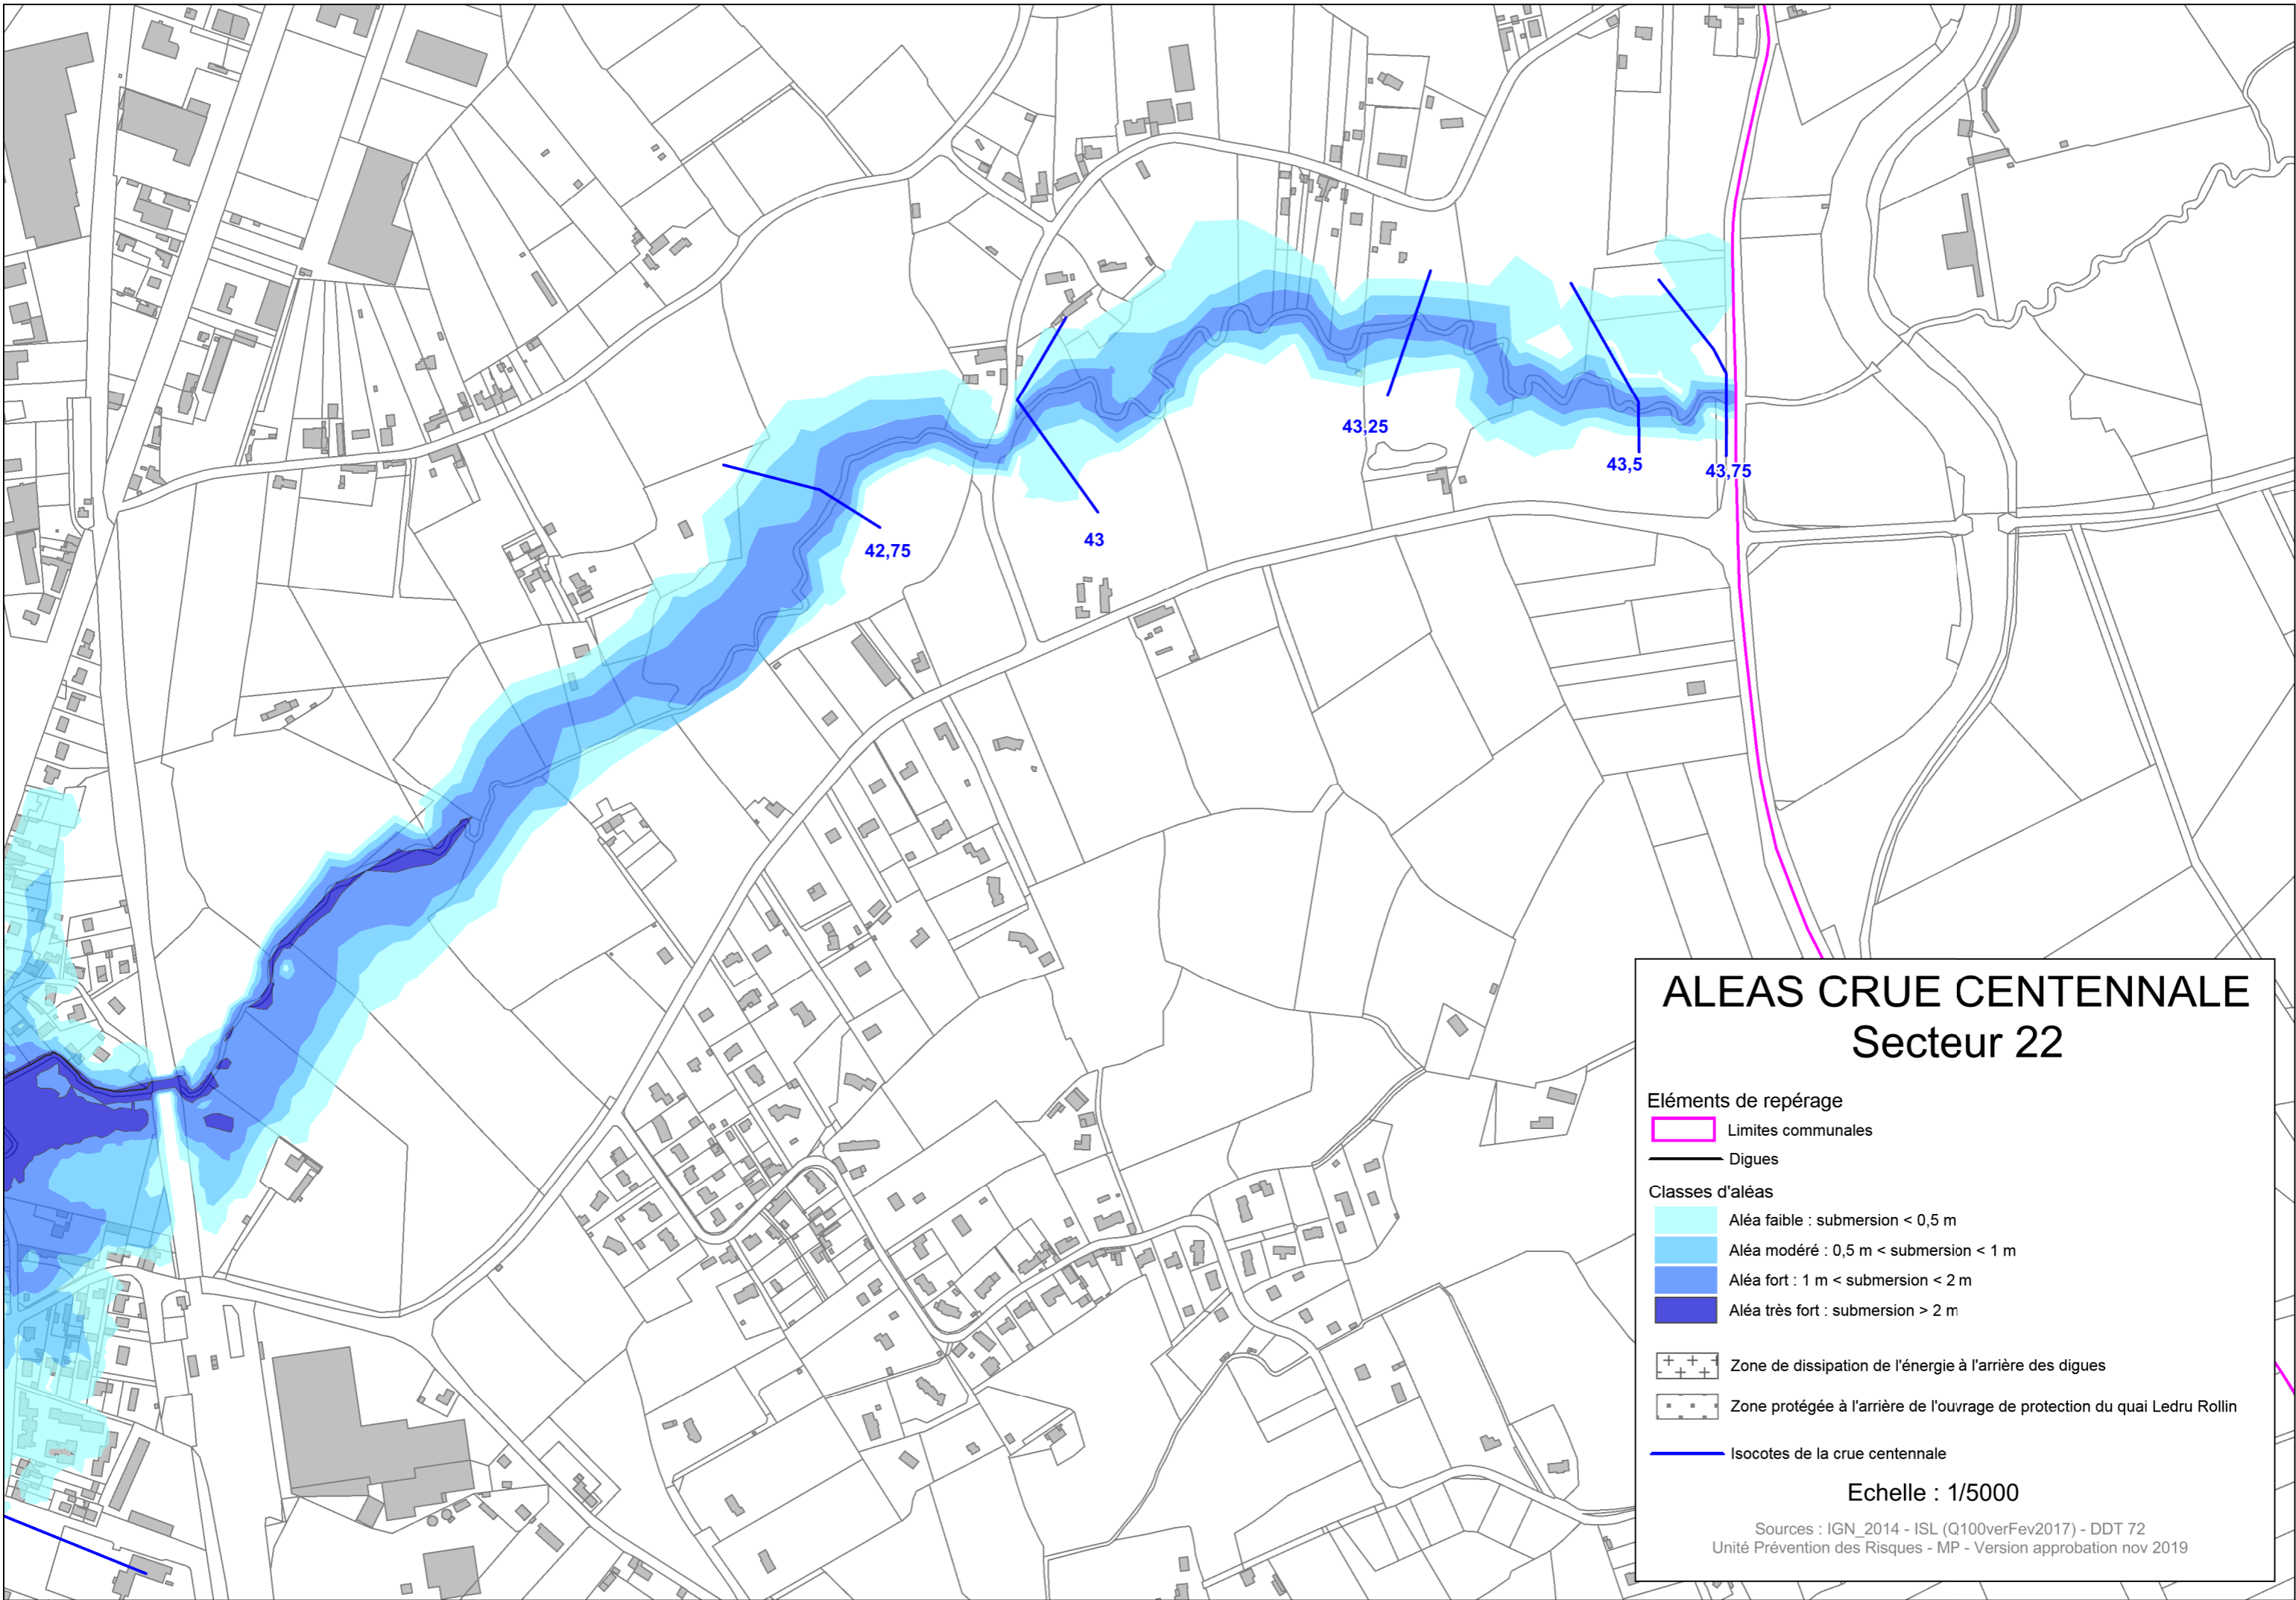 43,25
43,5
43,75
43
42,75
ALEAS CRUE CENTENNALE
Secteur 22
Eléments de repérage
Limites communales
Digues
Classes d'aléas
Aléa faible : submersion < 0,5 m
Aléa modéré : 0,5 m < submersion < 1 m
Aléa fort : 1 m < submersion < 2 m
Aléa très fort : submersion > 2 m
Zone de dissipation de l'énergie à l'arrière des digues
Zone protégée à l'arrière de l'ouvrage de protection du quai Ledru Rollin
Isocotes de la crue centennale
Echelle : 1/5000
Sources : IGN_2014 - ISL (Q100verFev2017) - DDT 72
Unité Prévention des Risques - MP - Version approbation nov 2019